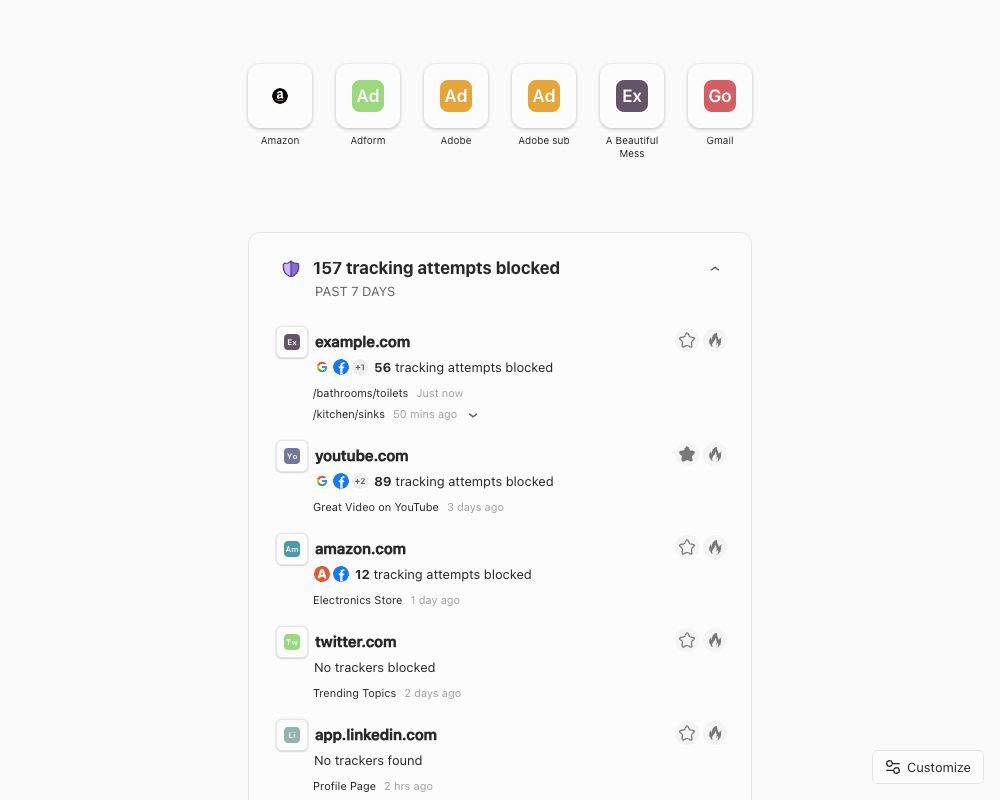 a
Ad
Ad
Ad
Ex
Go
Amazon
Adform
Adobe
Adobe sub
A Beautiful
Mess
Gmail
157 tracking attempts blocked
PAST 7 DAYS
Ex
example.com
G f +1 56 tracking attempts blocked
/bathrooms/toilets Just now
/kitchen/sinks 50 mins ago
Yo
youtube.com
G f +2 89 tracking attempts blocked
Great Video on YouTube 3 days ago
Am
amazon.com
A f 12 tracking attempts blocked
Electronics Store 1 day ago
Tw
twitter.com
No trackers blocked
Trending Topics 2 days ago
Li
app.linkedin.com
No trackers found
Profile Page 2 hrs ago
Customize